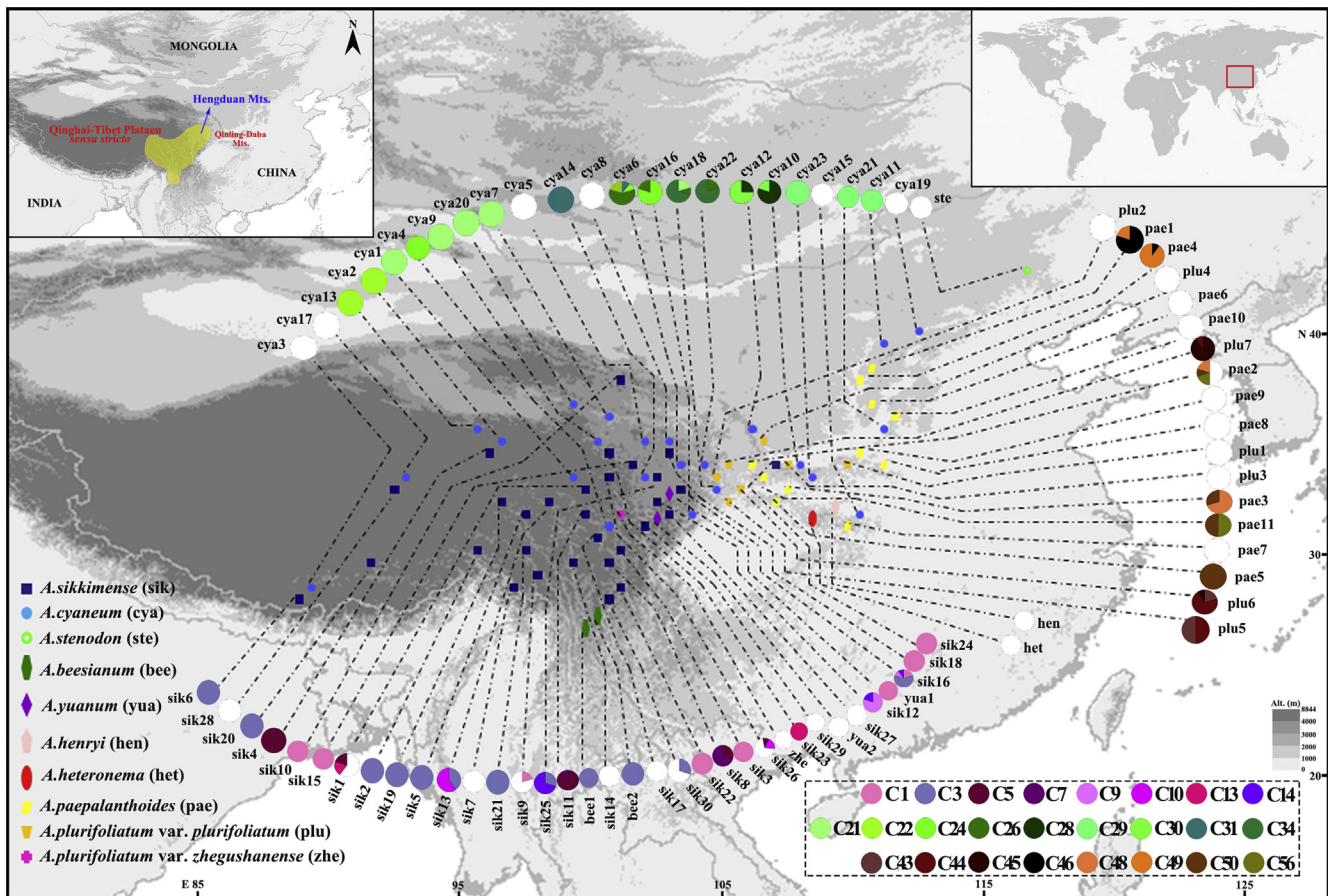 MONGOLIA
N
Hengduan Mts.
Qinghai-Tibet Plataeu
sensu stricto
Qinling-Daba
Mts.
CHINA
INDIA
cya3
cya17
cya13
cya2
cya1
cya4
cya9
cya20
cya7
cya5
cya14
cya8
cya6
cya16
cya18
cya22
cya12
cya10
cya23
cya15
cya21
cya11
cya19
ste
plu2
pae1
pae4
plu4
pae6
pae10
N 40
plu7
pae2
pae9
pae8
plu1
plu3
pae3
pae11
pae7
30
pae5
plu6
plu5
hen
het
sik24
sik18
sik16
yua1
sik12
sik27
yua2
sik29
sik23
zhe
sik26
sik3
sik8
sik22
sik30
sik17
bee2
sik14
bee1
sik11
sik25
sik9
sik21
sik7
sik13
sik5
sik19
sik2
sik1
sik15
sik10
sik4
sik20
sik28
sik6
A.sikkimense (sik)
A.cyaneum (cya)
A.stenodon (ste)
A.beesianum (bee)
A.yuanum (yua)
A.henryi (hen)
A.heteronema (het)
A.paepalanthoides (pae)
A.plurifoliatum var. plurifoliatum (plu)
A.plurifoliatum var. zhegushanense (zhe)
Alt. (m)
8844
4000
3000
2000
1000
0
20
C1 C3 C5 C7 C9 C10 C13 C14
C21 C22 C24 C26 C28 C29 C30 C31 C34
C43 C44 C45 C46 C48 C49 C50 C56
E 85
95
105
115
125